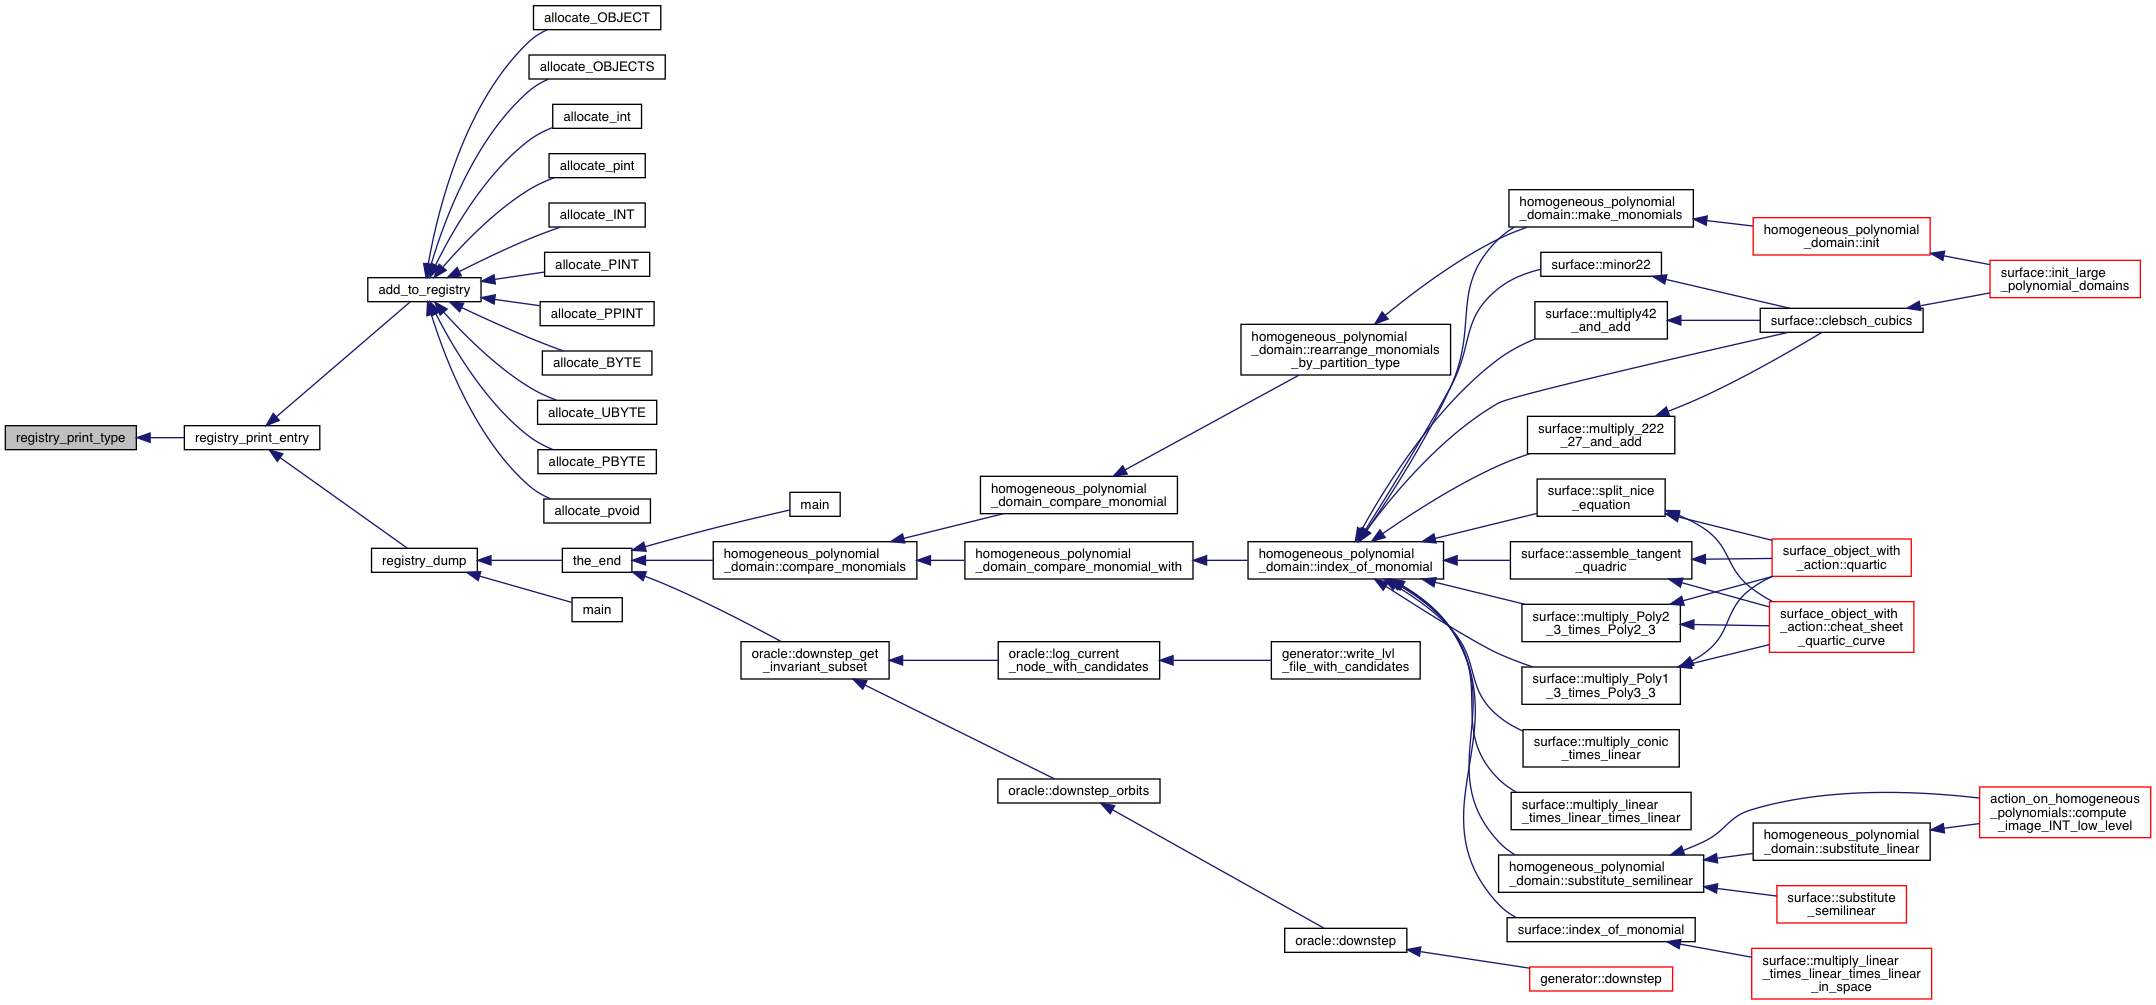 allocate_OBJECT
allocate_OBJECTS
allocate_int
allocate_pint
allocate_INT
allocate_PINT
add_to_registry
allocate_PPINT
allocate_BYTE
allocate_UBYTE
registry_print_type
registry_print_entry
allocate_PBYTE
allocate_pvoid
registry_dump
the_end
main
main
homogeneous_polynomial
_domain::compare_monomials
homogeneous_polynomial
_domain_compare_monomial
homogeneous_polynomial
_domain_compare_monomial_with
homogeneous_polynomial
_domain::rearrange_monomials
_by_partition_type
homogeneous_polynomial
_domain::index_of_monomial
oracle::downstep_get
_invariant_subset
oracle::log_current
_node_with_candidates
generator::write_lvl
_file_with_candidates
oracle::downstep_orbits
oracle::downstep
generator::downstep
homogeneous_polynomial
_domain::make_monomials
homogeneous_polynomial
_domain::init
surface::minor22
surface::init_large
_polynomial_domains
surface::multiply42
_and_add
surface::clebsch_cubics
surface::multiply_222
_27_and_add
surface::split_nice
_equation
surface::assemble_tangent
_quadric
surface_object_with
_action::quartic
surface::multiply_Poly2
_3_times_Poly2_3
surface_object_with
_action::cheat_sheet
_quartic_curve
surface::multiply_Poly1
_3_times_Poly3_3
surface::multiply_conic
_times_linear
surface::multiply_linear
_times_linear_times_linear
action_on_homogeneous
_polynomials::compute
_image_INT_low_level
homogeneous_polynomial
_domain::substitute_linear
homogeneous_polynomial
_domain::substitute_semilinear
surface::substitute
_semilinear
surface::index_of_monomial
surface::multiply_linear
_times_linear_times_linear
_in_space